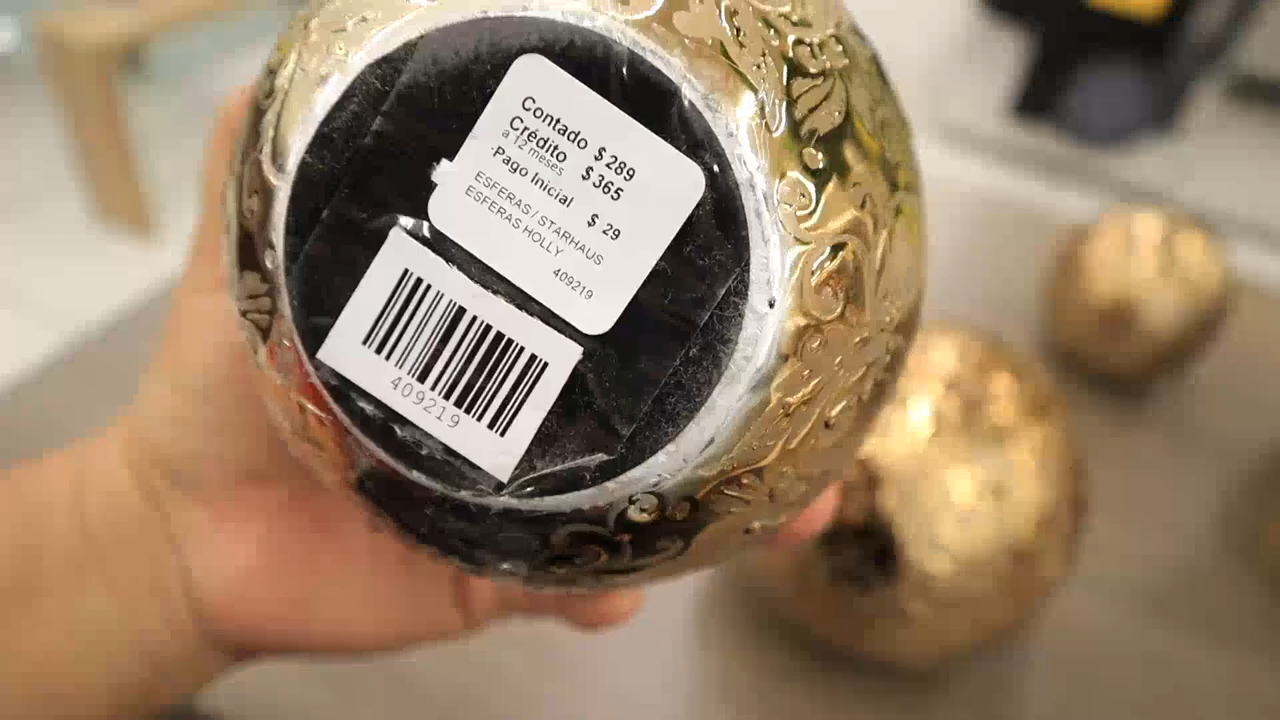 Contado $289
Crédito $365
a 12 meses
Pago Inicial $ 29
ESFERAS / STARHAUS
ESFERAS HOLLY
409219
409219